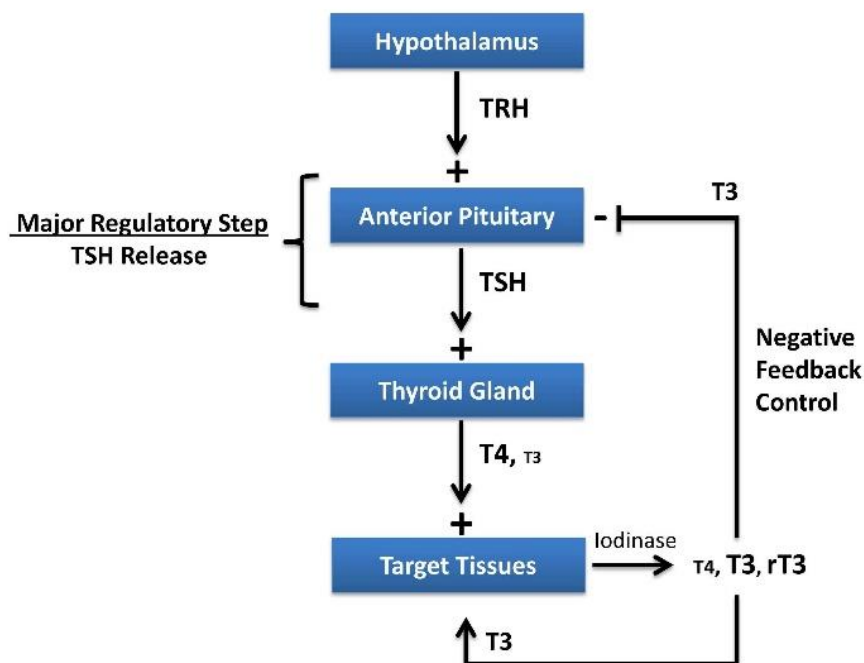 Hypothalamus
TRH
+
Anterior Pituitary
-
T3
Major Regulatory Step
TSH Release
TSH
+
Negative
Feedback
Control
Thyroid Gland
T4, T3
+
Target Tissues
Iodinase
T4, T3, rT3
T3